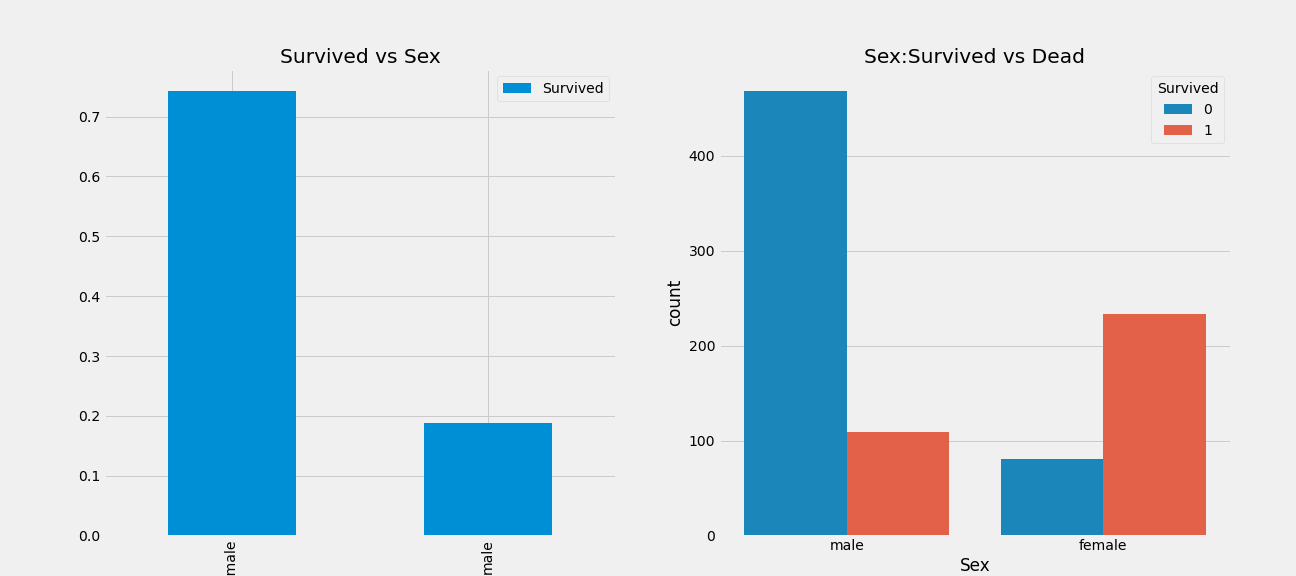 Survived vs Sex
Survived
0.7
0.6
0.5
0.4
0.3
0.2
0.1
0.0
male
male
Sex:Survived vs Dead
Survived
0
1
400
300
200
100
0
count
male
female
Sex